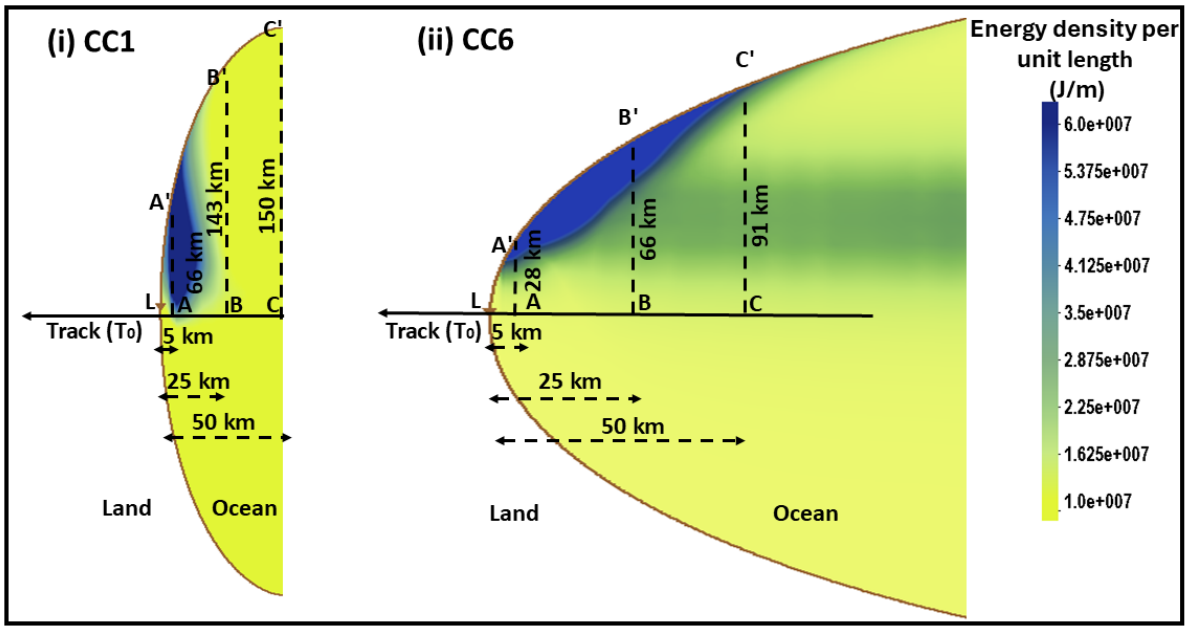 (i) CC1
C'
B'
A'
143 km
150 km
66 km
L
A
B
C
Track (T₀)
5 km
25 km
50 km
Land
Ocean
(ii) CC6
C'
B'
A'
28 km
66 km
91 km
L
A
B
C
Track (T₀)
5 km
25 km
50 km
Land
Ocean
Energy density per
unit length
(J/m)
6.0e+007
5.375e+007
4.75e+007
4.125e+007
3.5e+007
2.875e+007
2.25e+007
1.625e+007
1.0e+007